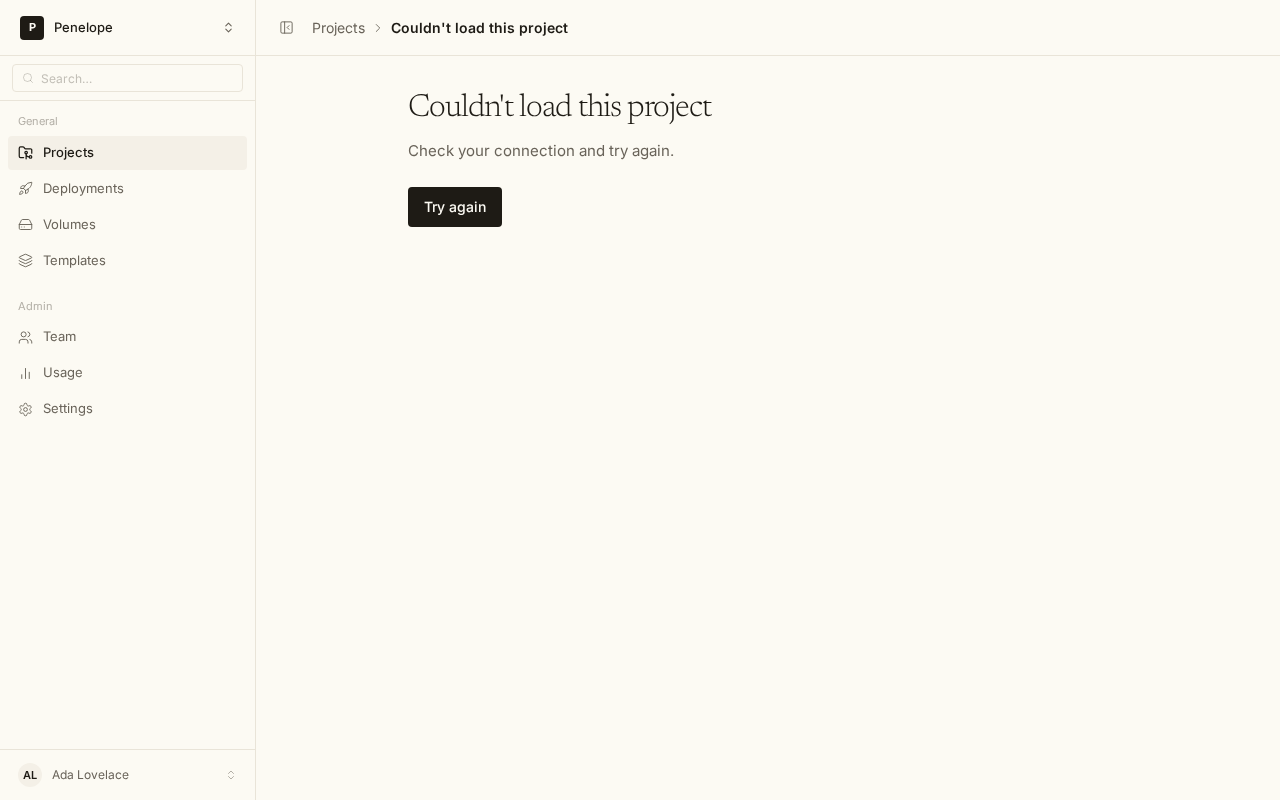 P Penelope
Search...
General
Projects
Deployments
Volumes
Templates
Admin
Team
Usage
Settings
AL Ada Lovelace
Projects Couldn't load this project
Couldn't load this project
Check your connection and try again.
Try again